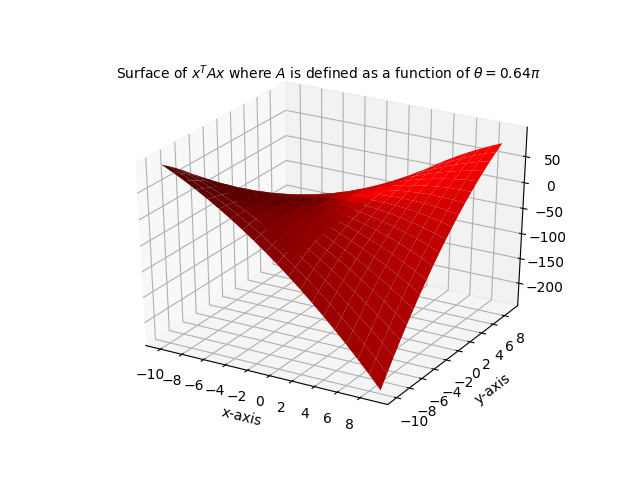 Surface of $x^T Ax$ where $A$ is defined as a function of $\theta = 0.64\pi$
50
0
−50
−100
−150
−200
−10 −8 −6 −4 −2 0 2 4 6 8
x-axis
−10 −8 −6 −4 −2 0 2 4 6 8
y-axis